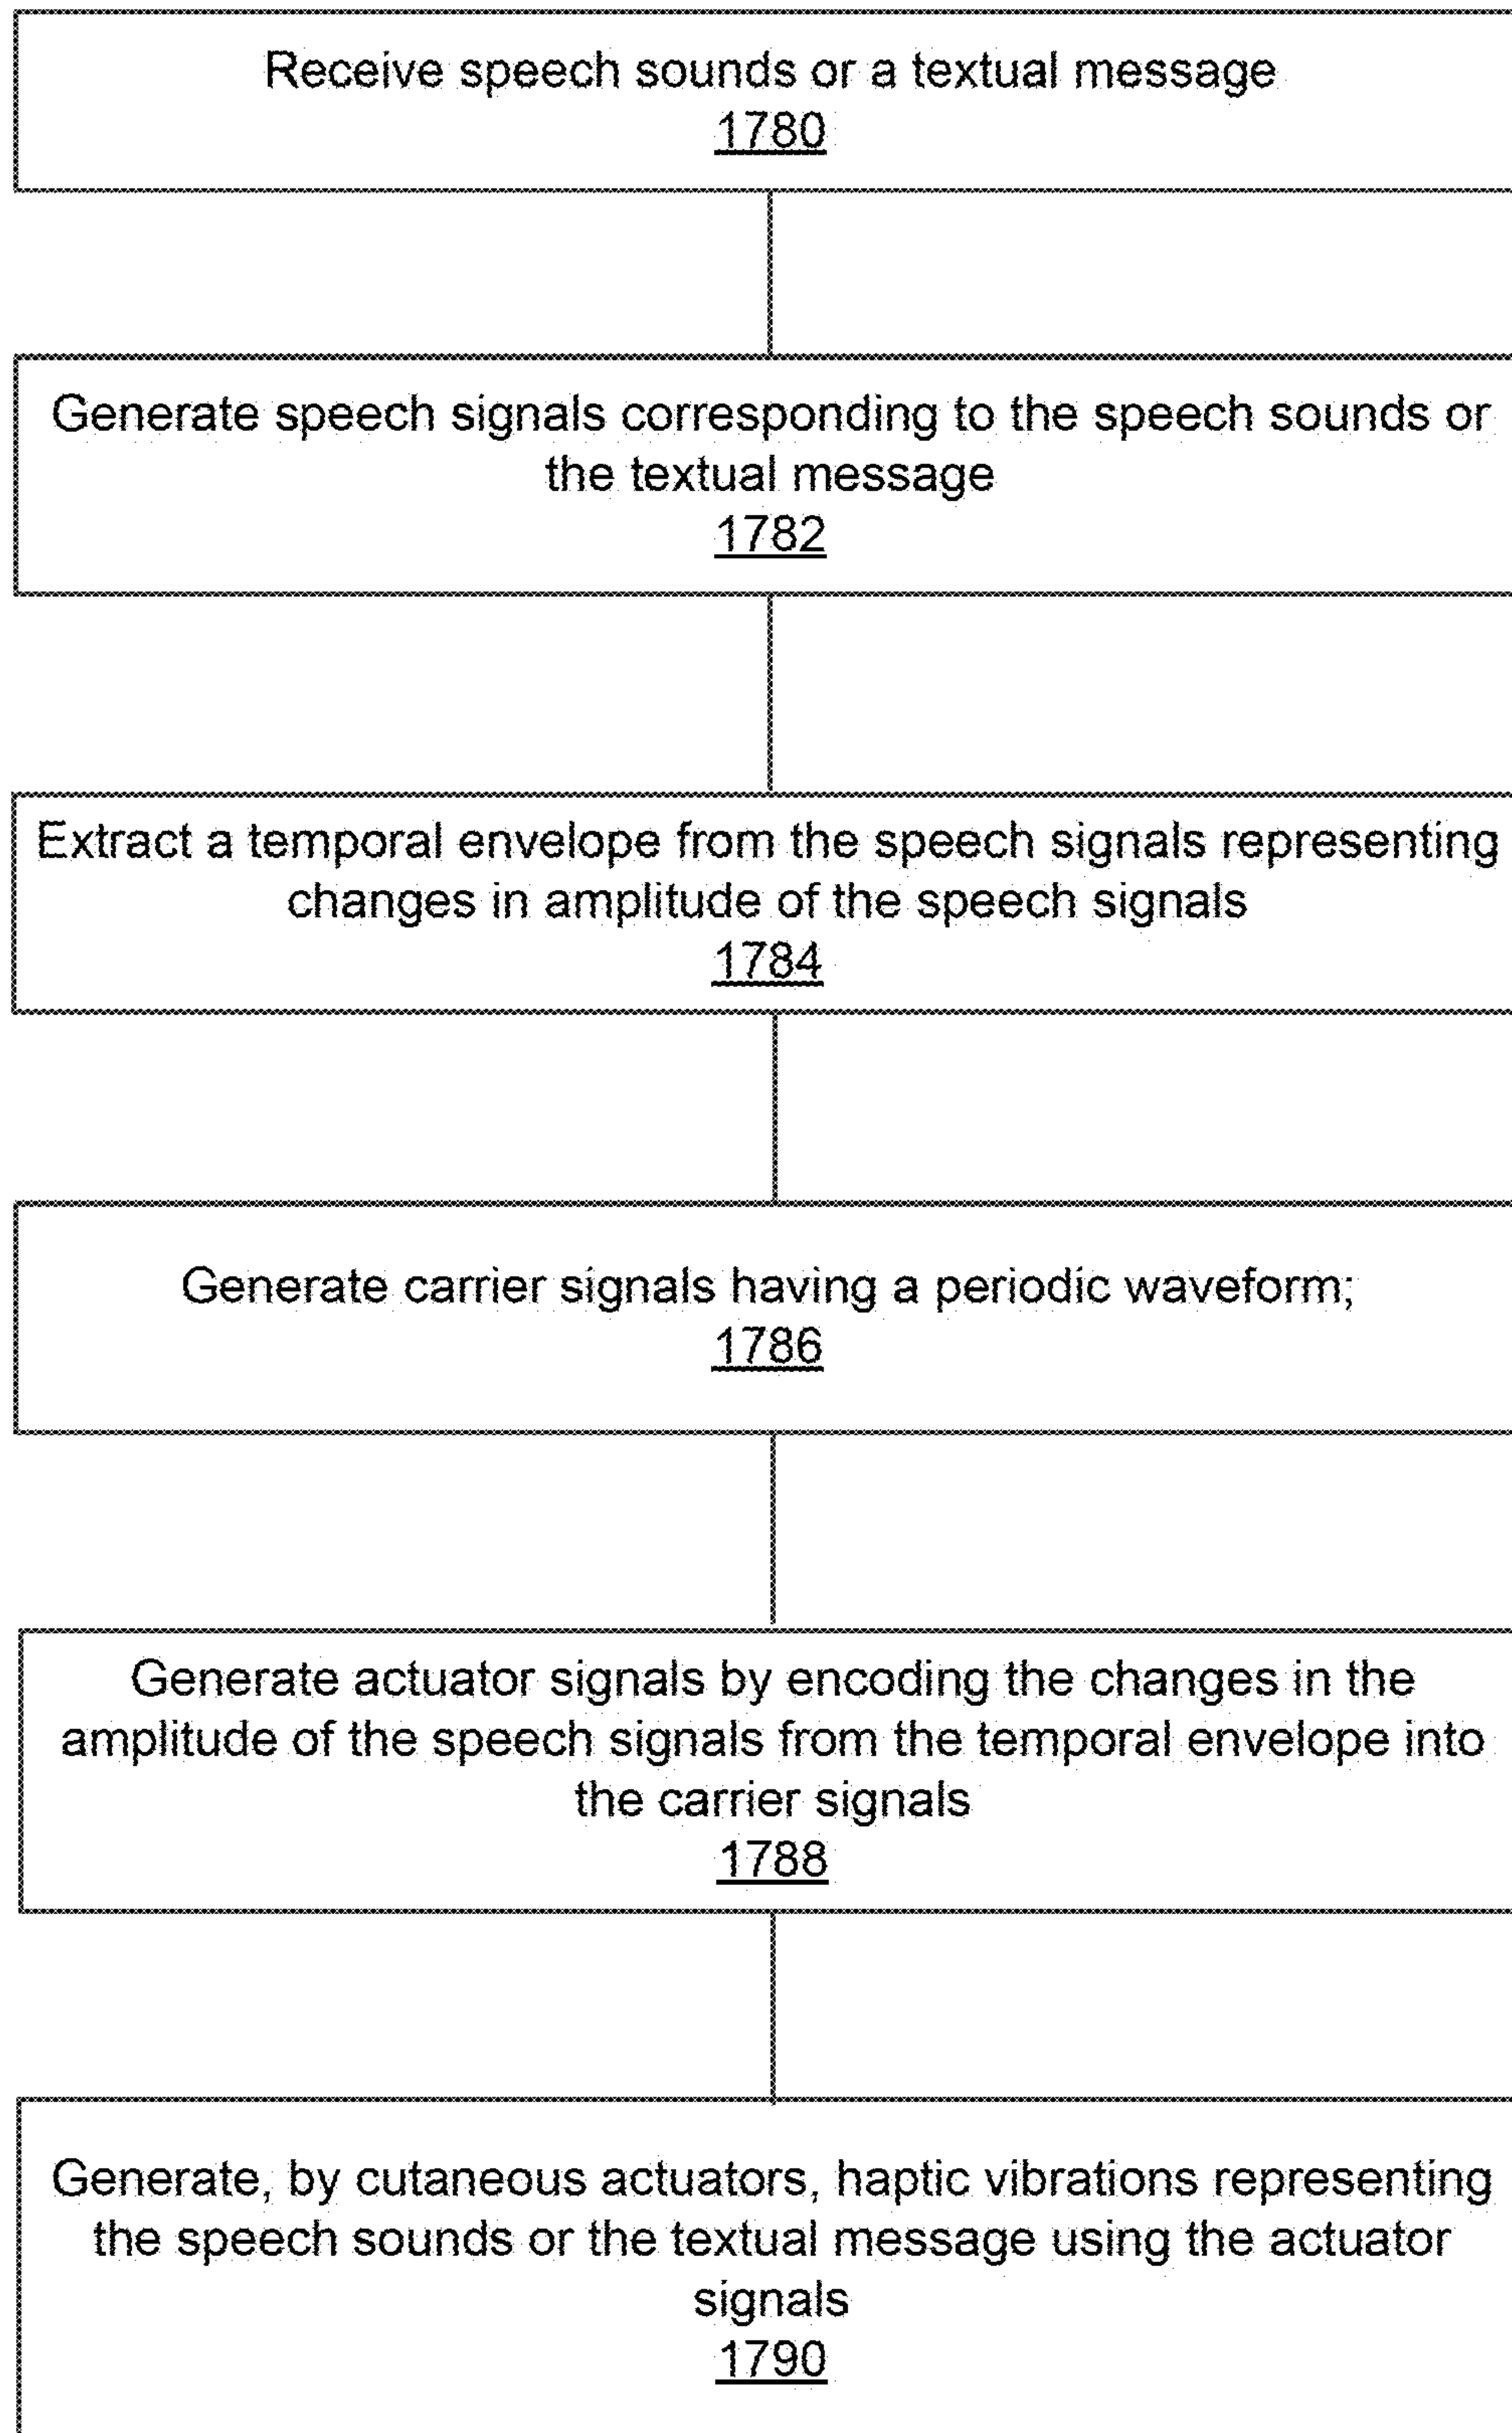 Receive speech sounds or a textual message
1780
Generate speech signals corresponding to the speech sounds or
the textual message
1782
Extract a temporal envelope from the speech signals representing
changes in amplitude of the speech signals
1784
Generate carrier signals having a periodic waveform;
1786
Generate actuator signals by encoding the changes in the
amplitude of the speech signals from the temporal envelope into
the carrier signals
1788
Generate, by cutaneous actuators, haptic vibrations representing
the speech sounds or the textual message using the actuator
signals
1790